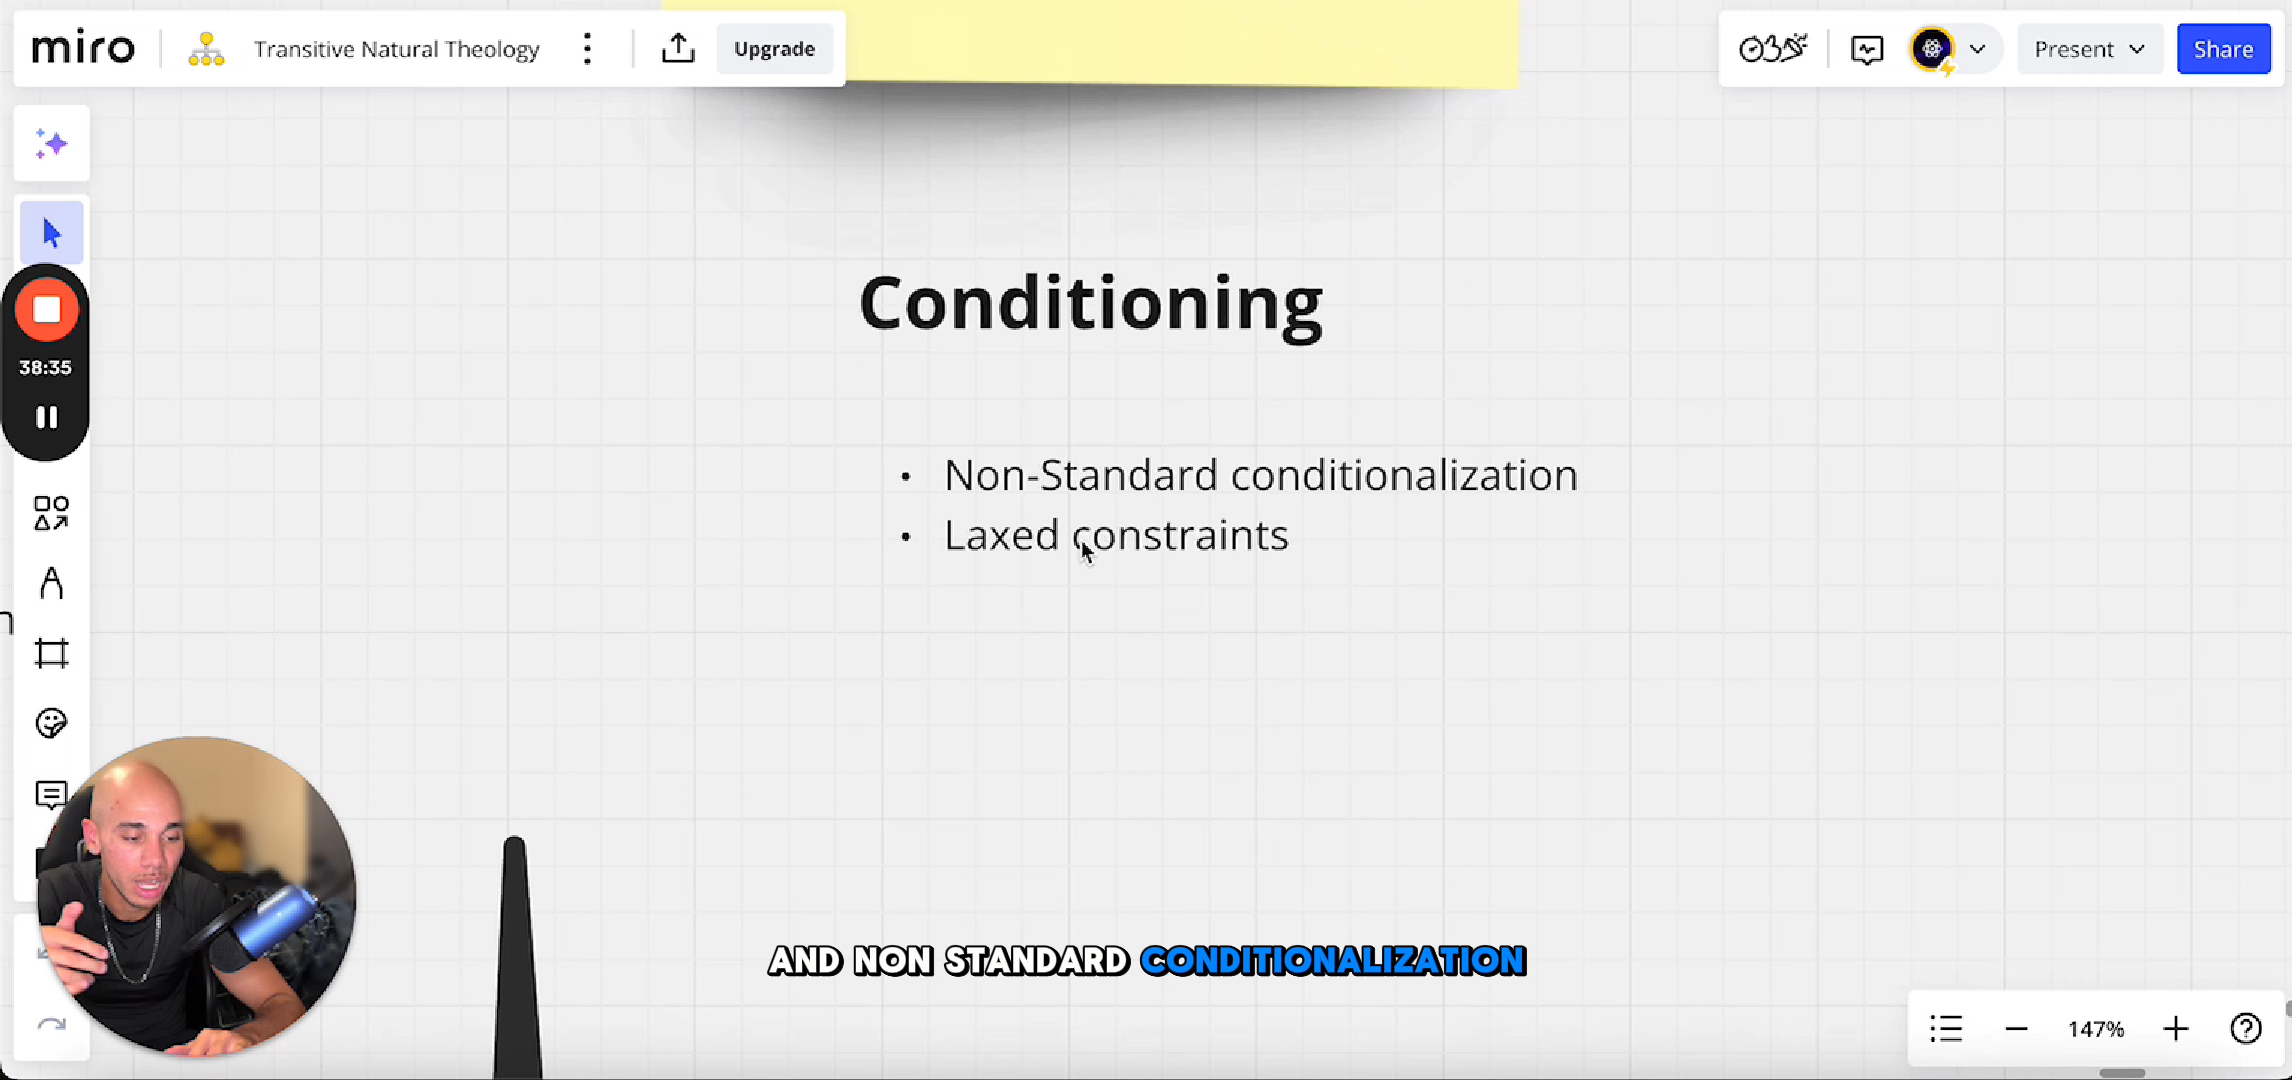 miro
Transitive Natural Theology
Upgrade
Present
Share
38:35
Conditioning
• Non-Standard conditionalization
• Laxed constraints
n
AND NON STANDARD CONDITIONALIZATION
147%